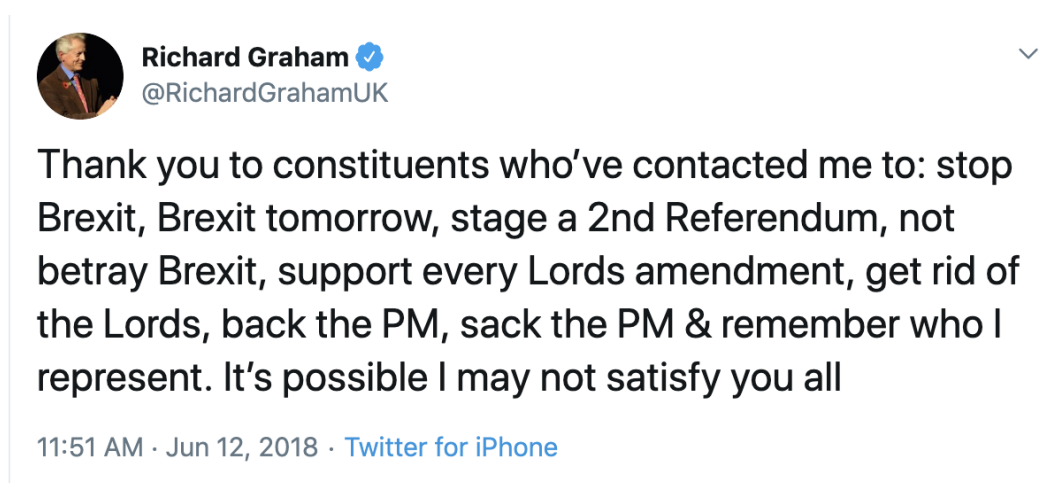 Richard Graham
@RichardGrahamUK
Thank you to constituents who’ve contacted me to: stop
Brexit, Brexit tomorrow, stage a 2nd Referendum, not
betray Brexit, support every Lords amendment, get rid of
the Lords, back the PM, sack the PM & remember who I
represent. It’s possible I may not satisfy you all
11:51 AM · Jun 12, 2018 · Twitter for iPhone